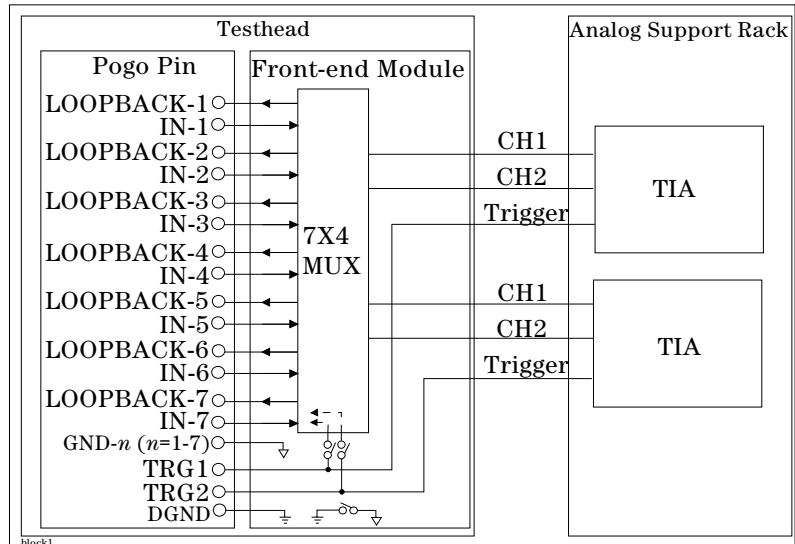 Testhead
Analog Support Rack
Pogo Pin
Front-end Module
LOOPBACK-1
IN-1
LOOPBACK-2
IN-2
LOOPBACK-3
IN-3
LOOPBACK-4
IN-4
LOOPBACK-5
IN-5
LOOPBACK-6
IN-6
LOOPBACK-7
IN-7
GND-n (n=1-7)
TRG1
TRG2
DGND
7X4
MUX
CH1
CH2
Trigger
TIA
CH1
CH2
Trigger
TIA
block1